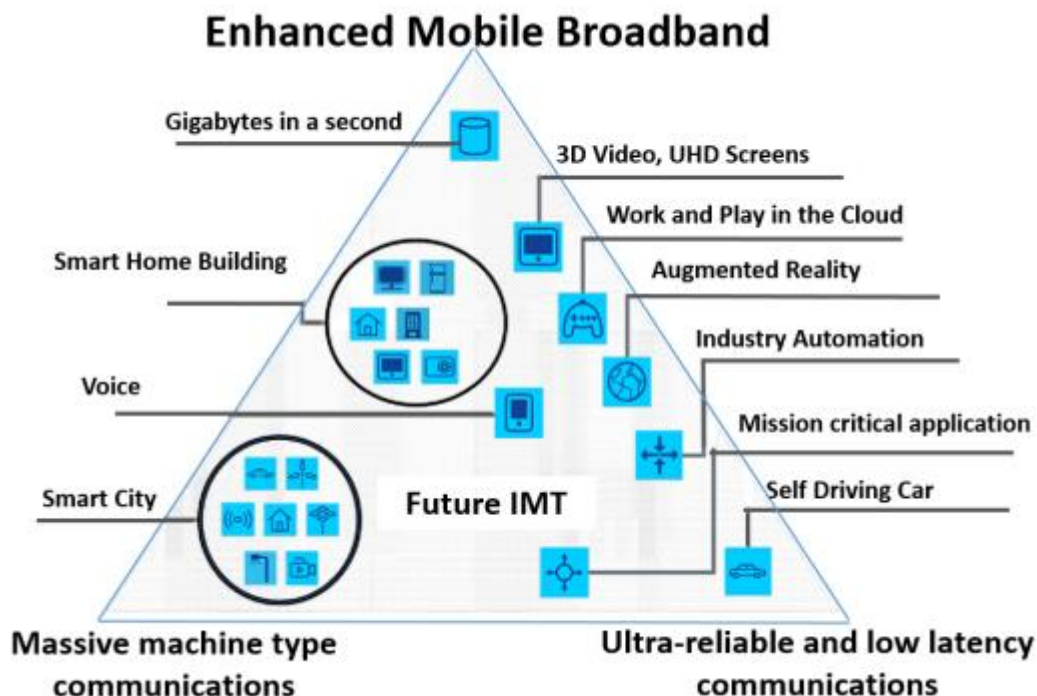 Enhanced Mobile Broadband
Gigabytes in a second
3D Video, UHD Screens
Work and Play in the Cloud
Smart Home Building
Augmented Reality
Industry Automation
Voice
Mission critical application
Smart City
Future IMT
Self Driving Car
Massive machine type
communications
Ultra-reliable and low latency
communications